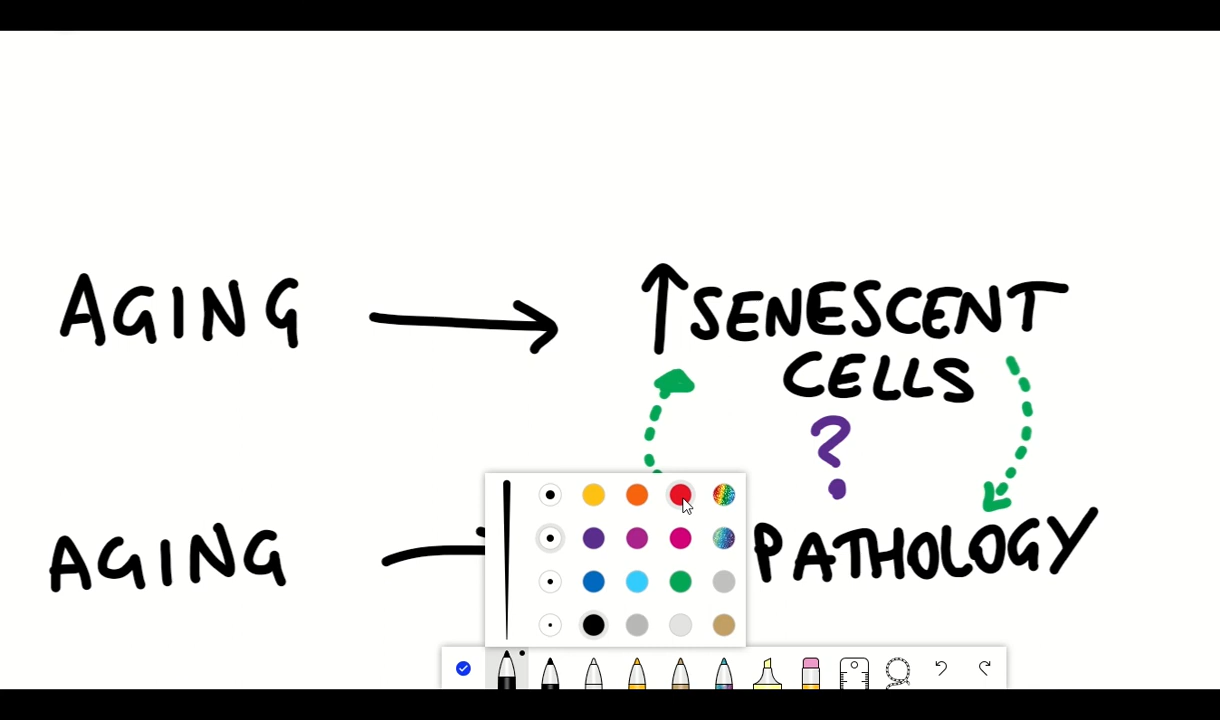 AGING → ↑ SENESCENT
CELLS
?
AGING PATHOLOGY